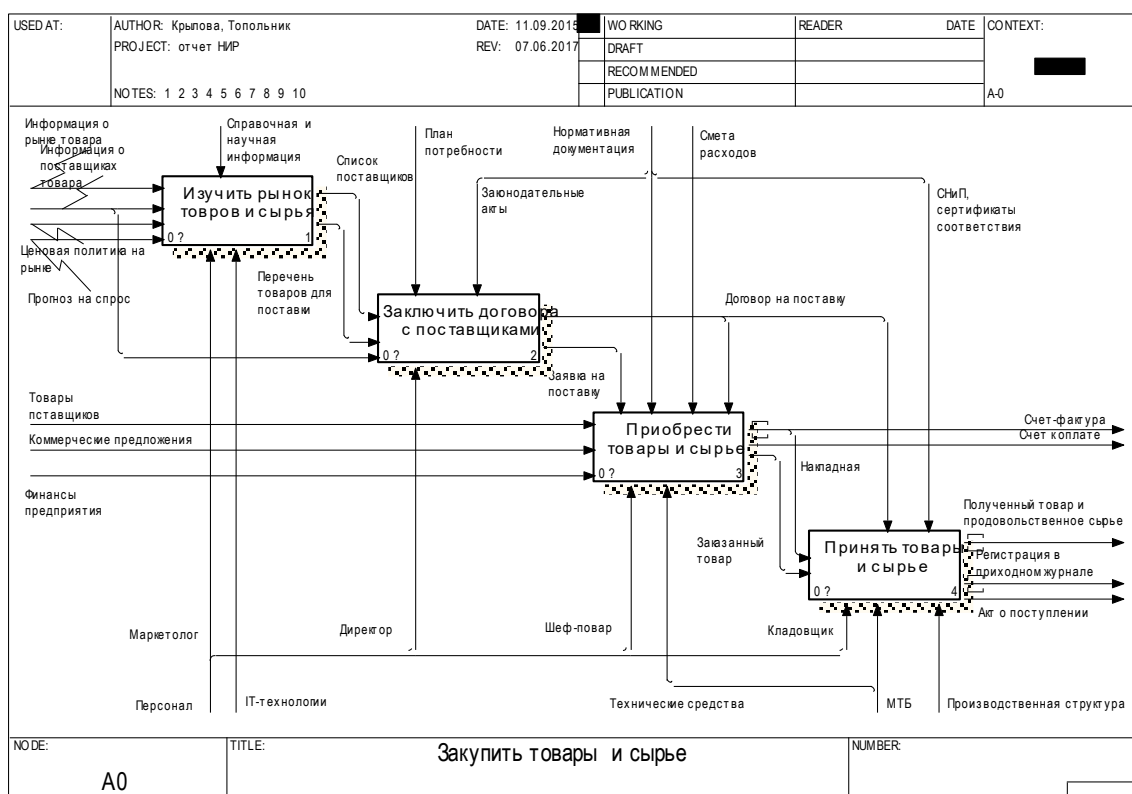 USED AT:
AUTHOR: Крылова, Топольник
DATE: 11.09.2015
WORKING
READER
DATE
CONTEXT:
PROJECT: отчет НИР
REV: 07.06.2017
DRAFT
RECOMMENDED
NOTES: 1 2 3 4 5 6 7 8 9 10
PUBLICATION
A-0
Информация о
рынке товара
Информация о
поставщиках
товара
Справочная и
научная
информация
Список
поставщиков
План
потребности
Нормативная
документация
Смета
расходов
Законодательные
акты
СНиП,
сертификаты
соответствия
Изучить рынок
товров и сырья
0 ?
1
Ценовая политика на
рынке
Прогноз на спрос
Перечень
товаров для
поставки
Договор на поставку
Заключить договора
с поставщиками
0 ?
2
Заявка на
поставку
Товары
пставщиков
Коммерческие предложения
Финансы
предприятия
Приобрести
товары и сырье
0 ?
3
Счет-фактура
Счет к оплате
Накладная
Заказанный
товар
Полученный товар и
продовольственное сырье
Принять товары
и сырье
0 ?
4
Регистрация в
приходном журнале
Акт о поступлении
Маркетолог
Директор
Шеф-повар
Кладовщик
Персонал
IT-технологии
Технические средства
МТБ
Производственная структура
NODE:
TITLE:
Закупить товары и сырье
NUMBER:
A0